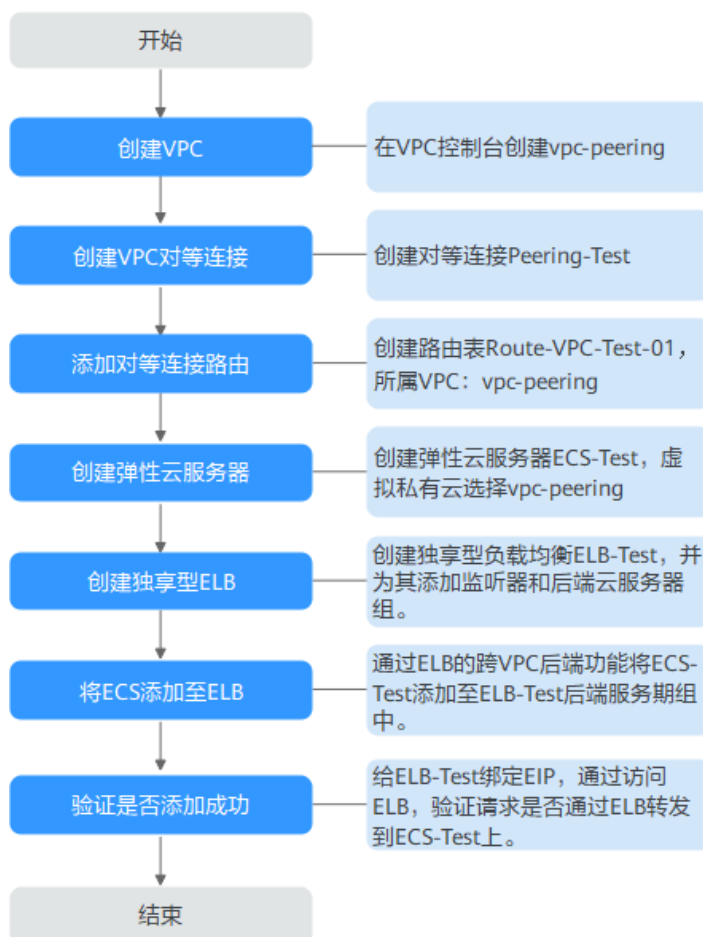 开始
创建VPC
在VPC控制台创建vpc-peering
创建VPC对等连接
创建对等连接Peering-Test
添加对等连接路由
创建路由表Route-VPC-Test-01，
所属VPC：vpc-peering
创建弹性云服务器
创建弹性云服务器ECS-Test，虚
拟私有云选择vpc-peering
创建独享型ELB
创建独享型负载均衡ELB-Test，并
为其添加监听器和后端云服务器
组。
将ECS添加至ELB
通过ELB的跨VPC后端功能将ECS-
Test添加至ELB-Test后端服务期组
中。
验证是否添加成功
给ELB-Test绑定EIP，通过访问
ELB，验证请求是否通过ELB转发
到ECS-Test上。
结束